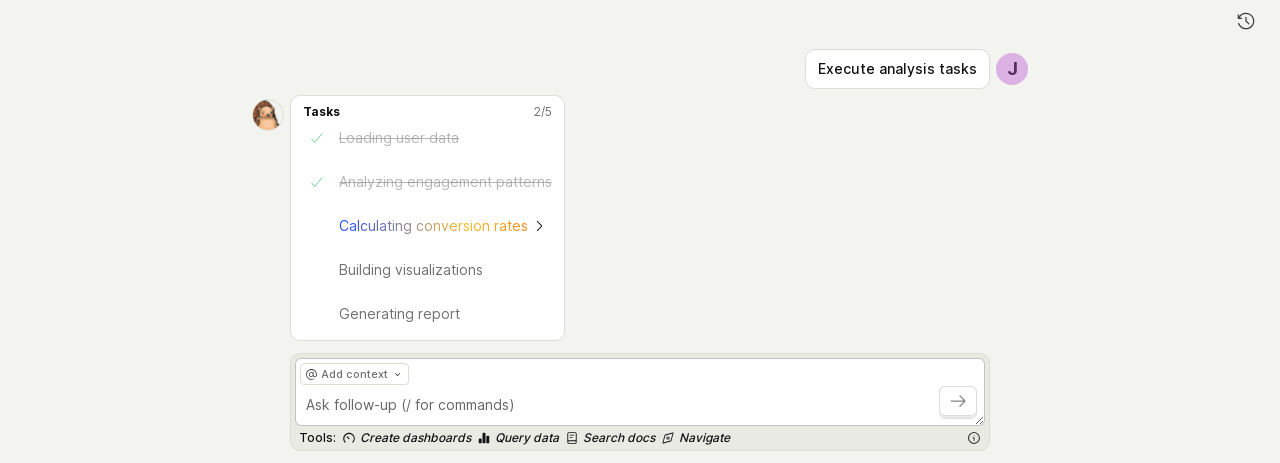 Execute analysis tasks
J
Tasks 2/5
Loading user data
Analyzing engagement patterns
Calculating conversion rates
Building visualizations
Generating report
@ Add context
Ask follow-up (/ for commands)
Tools: Create dashboards Query data Search docs Navigate